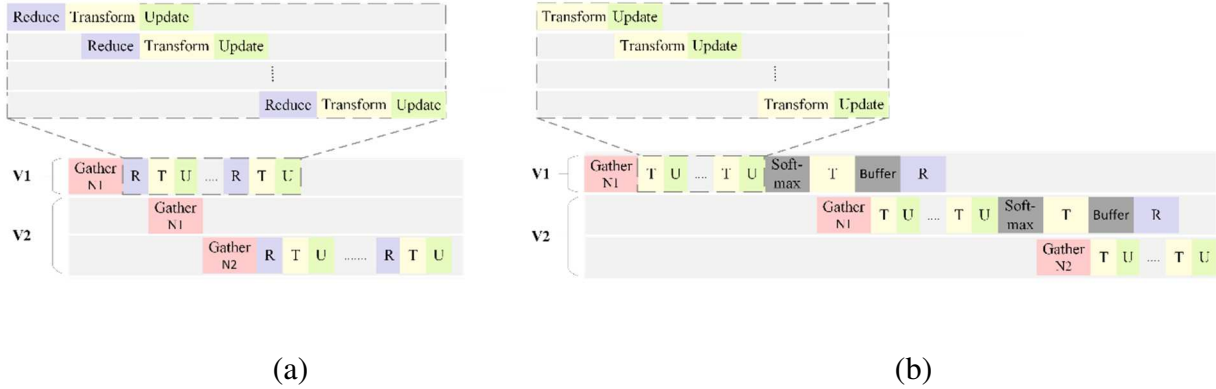 Reduce Transform Update
Reduce Transform Update
Reduce Transform Update
V1 Gather N1 R T U .... R T U
V2 Gather N1
Gather N2 R T U ....... R T U
(a)
Transform Update
Transform Update
Transform Update
V1 Gather N1 T U .... T U Soft-max T Buffer R
V2 Gather N1 T U .... T U Soft-max T Buffer R
Gather N2 T U .... T U
(b)